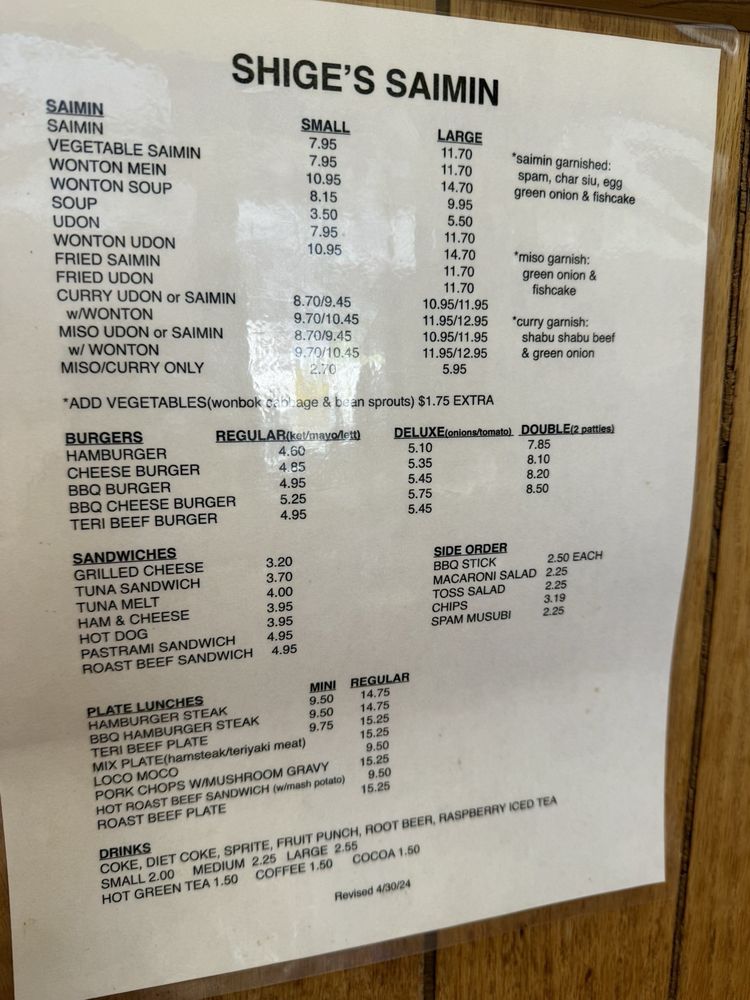 SHIGE'S SAIMIN
SAIMIN SMALL LARGE
SAIMIN 7.95 11.70
VEGETABLE SAIMIN 7.95 11.70
WONTON MEIN 10.95 14.70
WONTON SOUP 8.15 9.95
SOUP 3.50 5.50
UDON 7.95 11.70
WONTON UDON 10.95 14.70
FRIED SAIMIN 11.70
FRIED UDON 11.70
CURRY UDON or SAIMIN 8.70/9.45 10.95/11.95
w/WONTON 9.70/10.45 11.95/12.95
MISO UDON or SAIMIN 8.70/9.45 10.95/11.95
w/ WONTON 9.70/10.45 11.95/12.95
MISO/CURRY ONLY 2.70 5.95
*saimin garnished:
spam, char siu, egg
green onion & fishcake
*miso garnish:
green onion &
fishcake
*curry garnish:
shabu shabu beef
& green onion
*ADD VEGETABLES(wonbok cabbage & bean sprouts) $1.75 EXTRA
BURGERS REGULAR(ket/mayo/lett) DELUXE(onions/tomato) DOUBLE(2 patties)
HAMBURGER 4.60 5.10 7.85
CHEESE BURGER 4.85 5.35 8.10
BBQ BURGER 4.95 5.45 8.20
BBQ CHEESE BURGER 5.25 5.75 8.50
TERI BEEF BURGER 4.95 5.45
SANDWICHES
GRILLED CHEESE 3.20
TUNA SANDWICH 3.70
TUNA MELT 4.00
HAM & CHEESE 3.95
HOT DOG 3.95
PASTRAMI SANDWICH 4.95
ROAST BEEF SANDWICH 4.95
SIDE ORDER
BBQ STICK 2.50 EACH
MACARONI SALAD 2.25
TOSS SALAD 2.25
CHIPS 3.19
SPAM MUSUBI 2.25
PLATE LUNCHES MINI REGULAR
HAMBURGER STEAK 9.50 14.75
BBQ HAMBURGER STEAK 9.50 14.75
TERI BEEF PLATE 9.75 15.25
MIX PLATE(hamsteak/teriyaki meat) 15.25
LOCO MOCO 9.50
PORK CHOPS W/MUSHROOM GRAVY 15.25
HOT ROAST BEEF SANDWICH (w/mash potato) 9.50
ROAST BEEF PLATE 15.25
DRINKS
COKE, DIET COKE, SPRITE, FRUIT PUNCH, ROOT BEER, RASPBERRY ICED TEA
SMALL 2.00 MEDIUM 2.25 LARGE 2.55
HOT GREEN TEA 1.50 COFFEE 1.50 COCOA 1.50
Revised 4/30/24